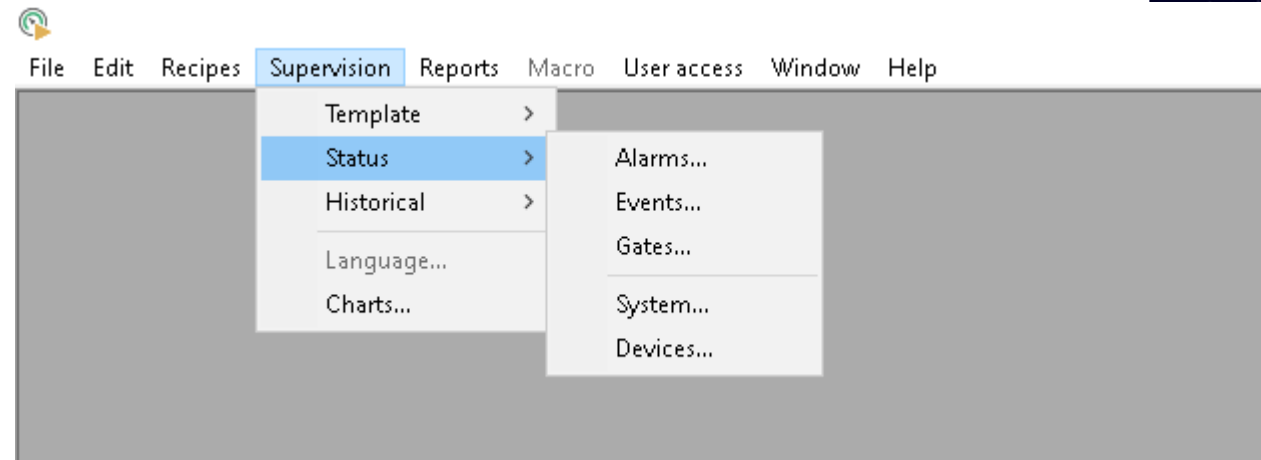 File Edit Recipes Supervision Reports Macro User access Window Help
Template
Status
Historical
Language...
Charts...
Alarms...
Events...
Gates...
System...
Devices...